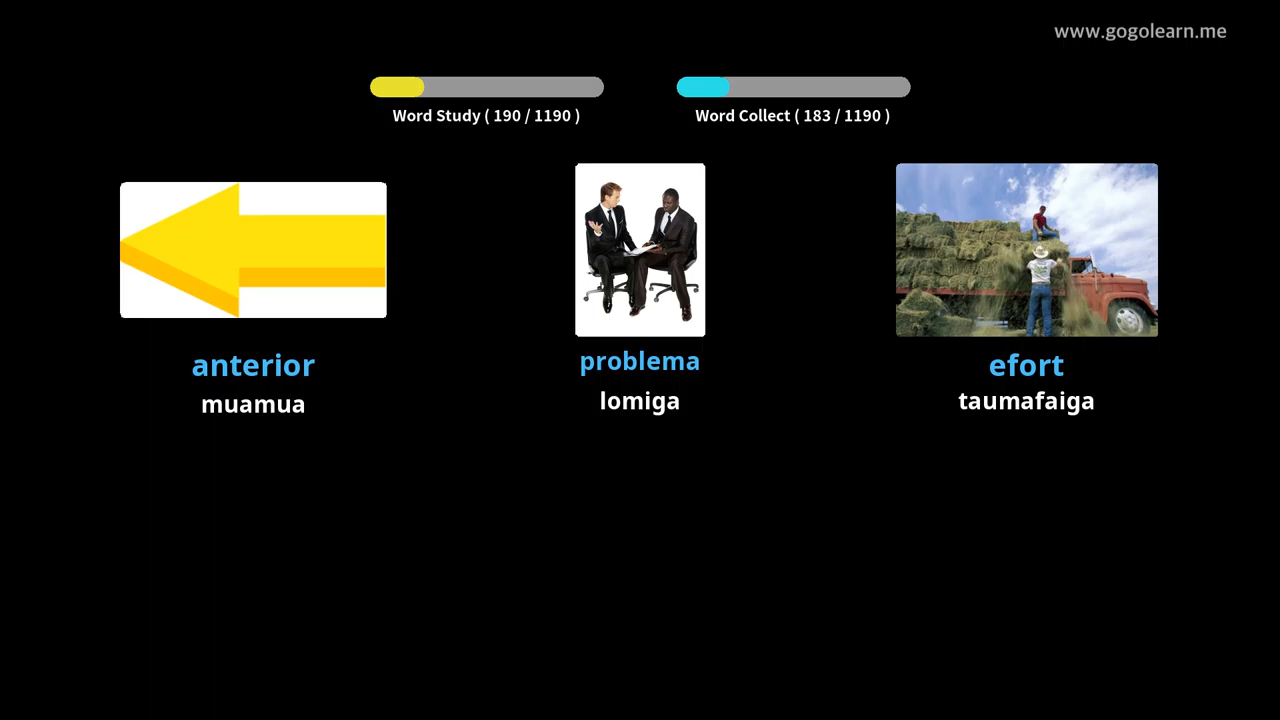 www.gogolearn.me
Word Study ( 190 / 1190 )
Word Collect ( 183 / 1190 )
anterior
muamua
problema
lomiga
efort
taumafaiga